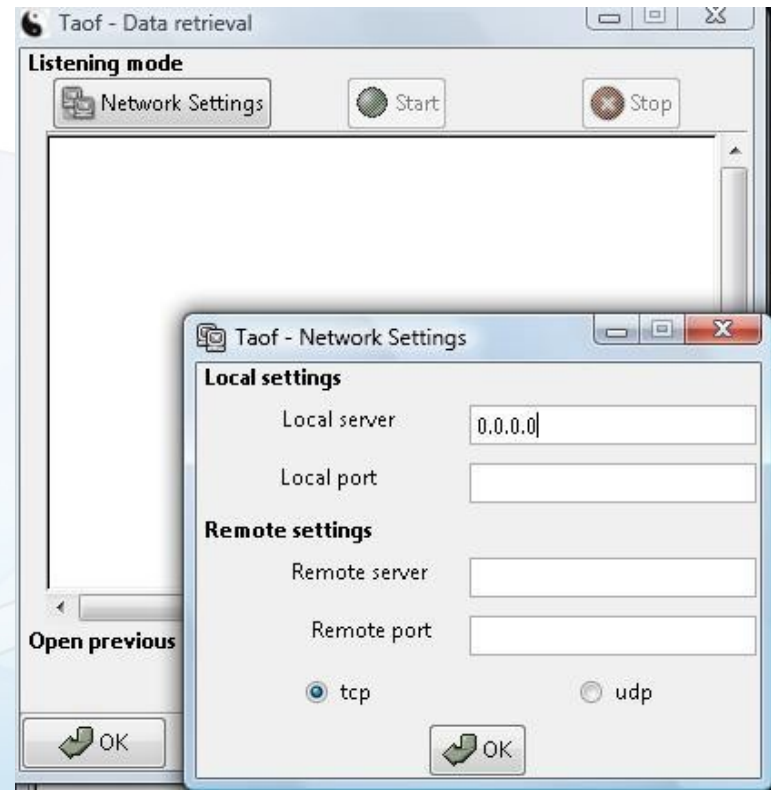 Taof - Data retrieval
Listening mode
Network Settings Start Stop
Taof - Network Settings
Local settings
Local server 0.0.0.0
Local port
Remote settings
Remote server
Remote port
Open previous
tcp udp
OK OK